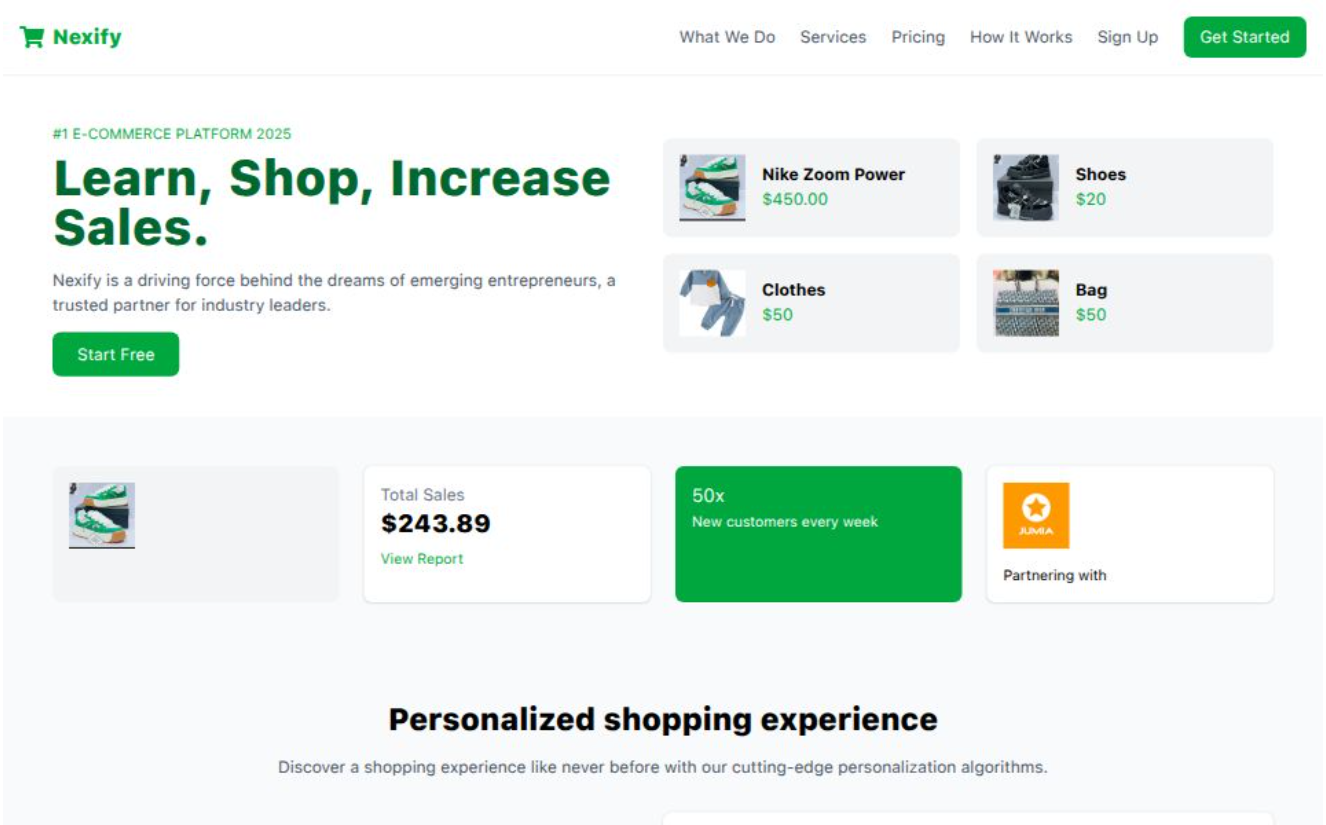 Nexify
What We Do
Services
Pricing
How It Works
Sign Up
Get Started
#1 E-COMMERCE PLATFORM 2025
Learn, Shop, Increase
Sales.
Nexify is a driving force behind the dreams of emerging entrepreneurs, a
trusted partner for industry leaders.
Start Free
Nike Zoom Power
$450.00
Shoes
$20
Clothes
$50
Bag
$50
Total Sales
$243.89
View Report
50x
New customers every week
JUMIA
Partnering with
Personalized shopping experience
Discover a shopping experience like never before with our cutting-edge personalization algorithms.